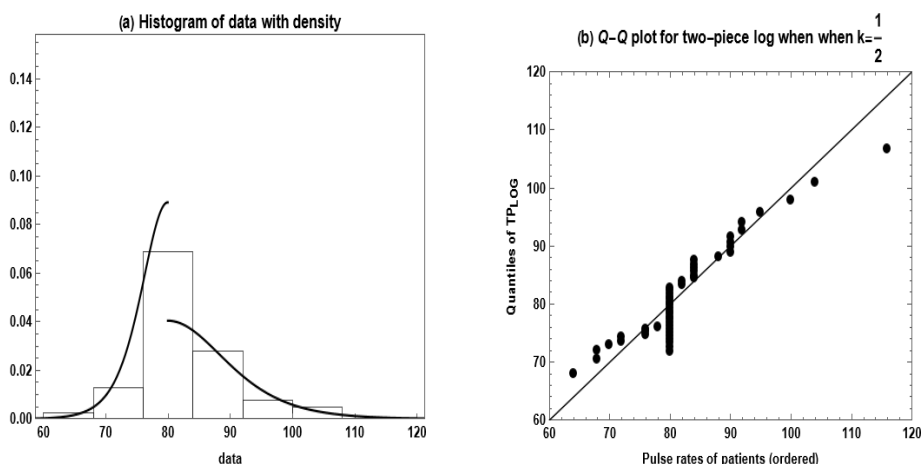 (a) Histogram of data with density
0.14
0.12
0.10
0.08
0.06
0.04
0.02
0.00
60 70 80 90 100 110 120
data
(b) Q–Q plot for two–piece log when when k=1/2
120
110
100
90
80
70
60
60 70 80 90 100 110 120
Quantiles of TPLOG
Pulse rates of patients (ordered)